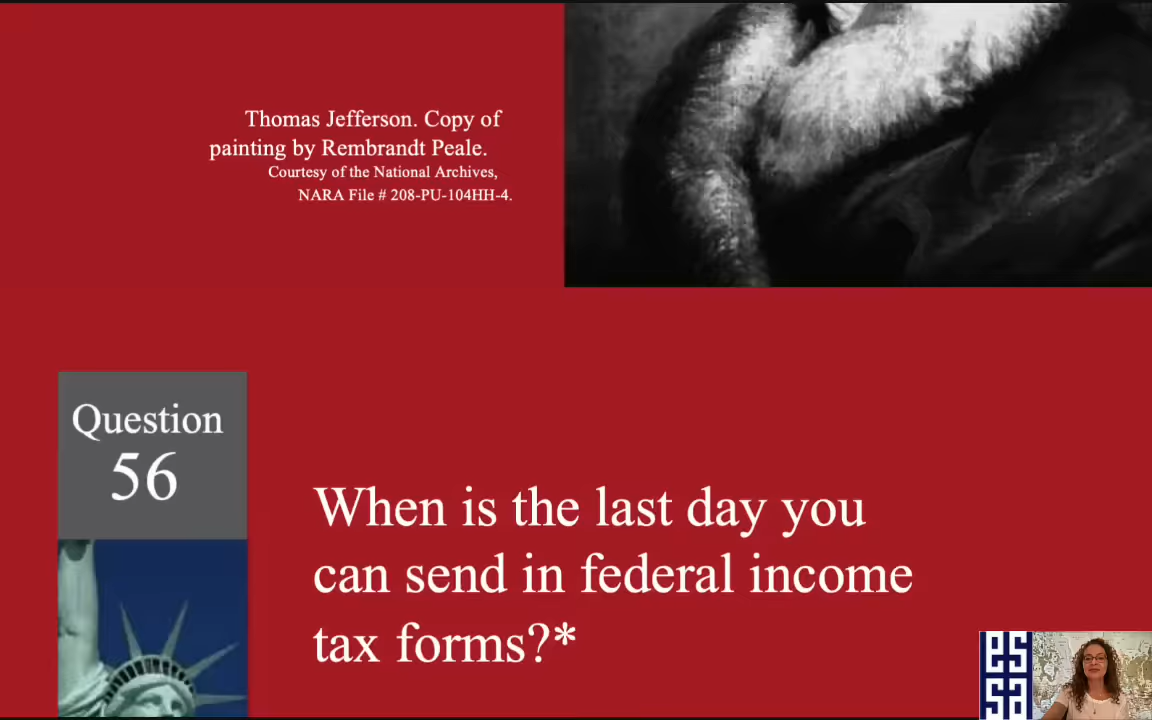 Thomas Jefferson. Copy of
painting by Rembrandt Peale.
Courtesy of the National Archives,
NARA File # 208-PU-104HH-4.
Question
56
When is the last day you
can send in federal income
tax forms?*